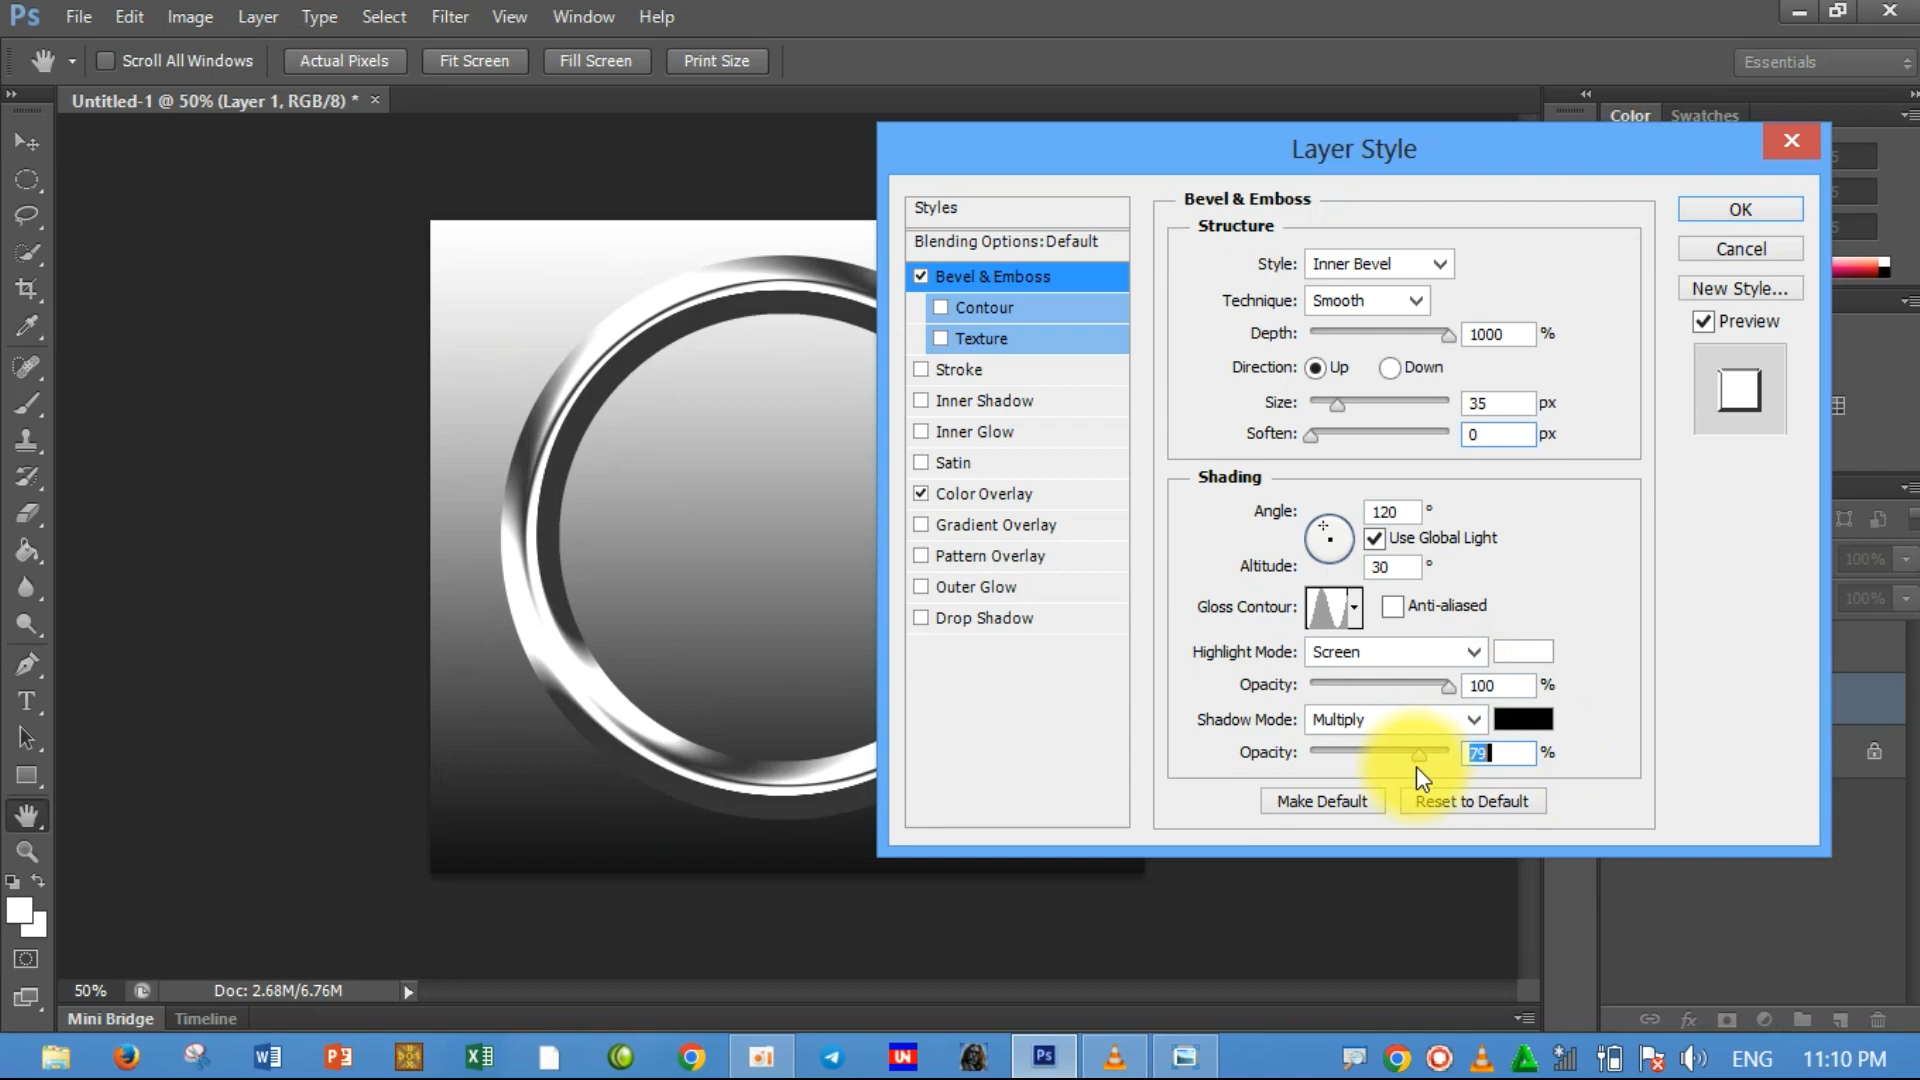 Ps File Edit Image Layer Type Select Filter View Window Help
Scroll All Windows Actual Pixels Fit Screen Fill Screen Print Size Essentials
Untitled-1 @ 50% (Layer 1, RGB/8) * ×
Color Swatches
Layer Style
Styles
Blending Options:Default
Bevel & Emboss
Contour
Texture
Stroke
Inner Shadow
Inner Glow
Satin
Color Overlay
Gradient Overlay
Pattern Overlay
Outer Glow
Drop Shadow
Bevel & Emboss
Structure
Style: Inner Bevel
Technique: Smooth
Depth: 1000 %
Direction: Up Down
Size: 35 px
Soften: 0 px
Shading
Angle: 120 °
Use Global Light
Altitude: 30 °
Gloss Contour: Anti-aliased
Highlight Mode: Screen
Opacity: 100 %
Shadow Mode: Multiply
Opacity: 79 %
Make Default Reset to Default
OK
Cancel
New Style...
Preview
100%
100%
50% Doc: 2.68M/6.76M
Mini Bridge Timeline
ENG 11:10 PM